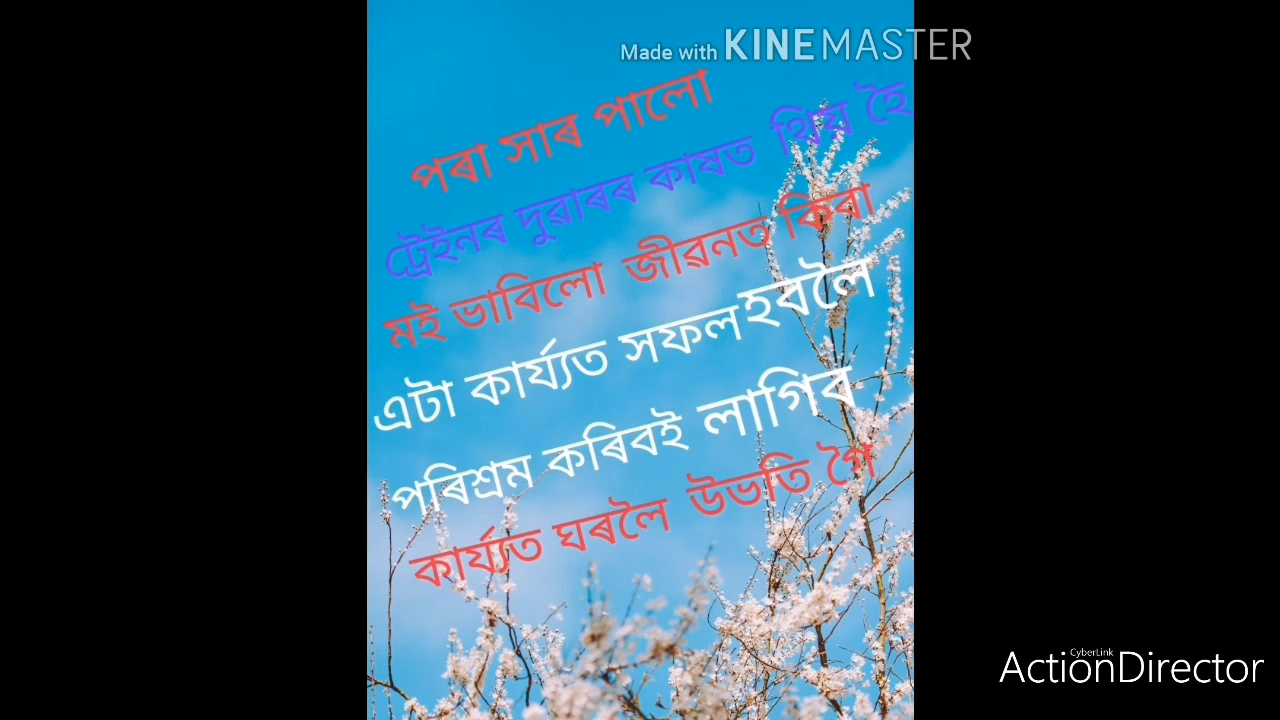 Made with KINEMASTER
পৰা সাৰ পালো
ট্ৰেইনৰ দুৱাৰৰ কাষত থিয় হৈ
মই ভাবিলো জীৱনত কিবা
এটা কাৰ্য্যত সফল হবলৈ
পৰিশ্ৰম কৰিবই লাগিব
কাৰ্য্যত ঘৰলৈ উভতি গৈ
CyberLink
ActionDirector